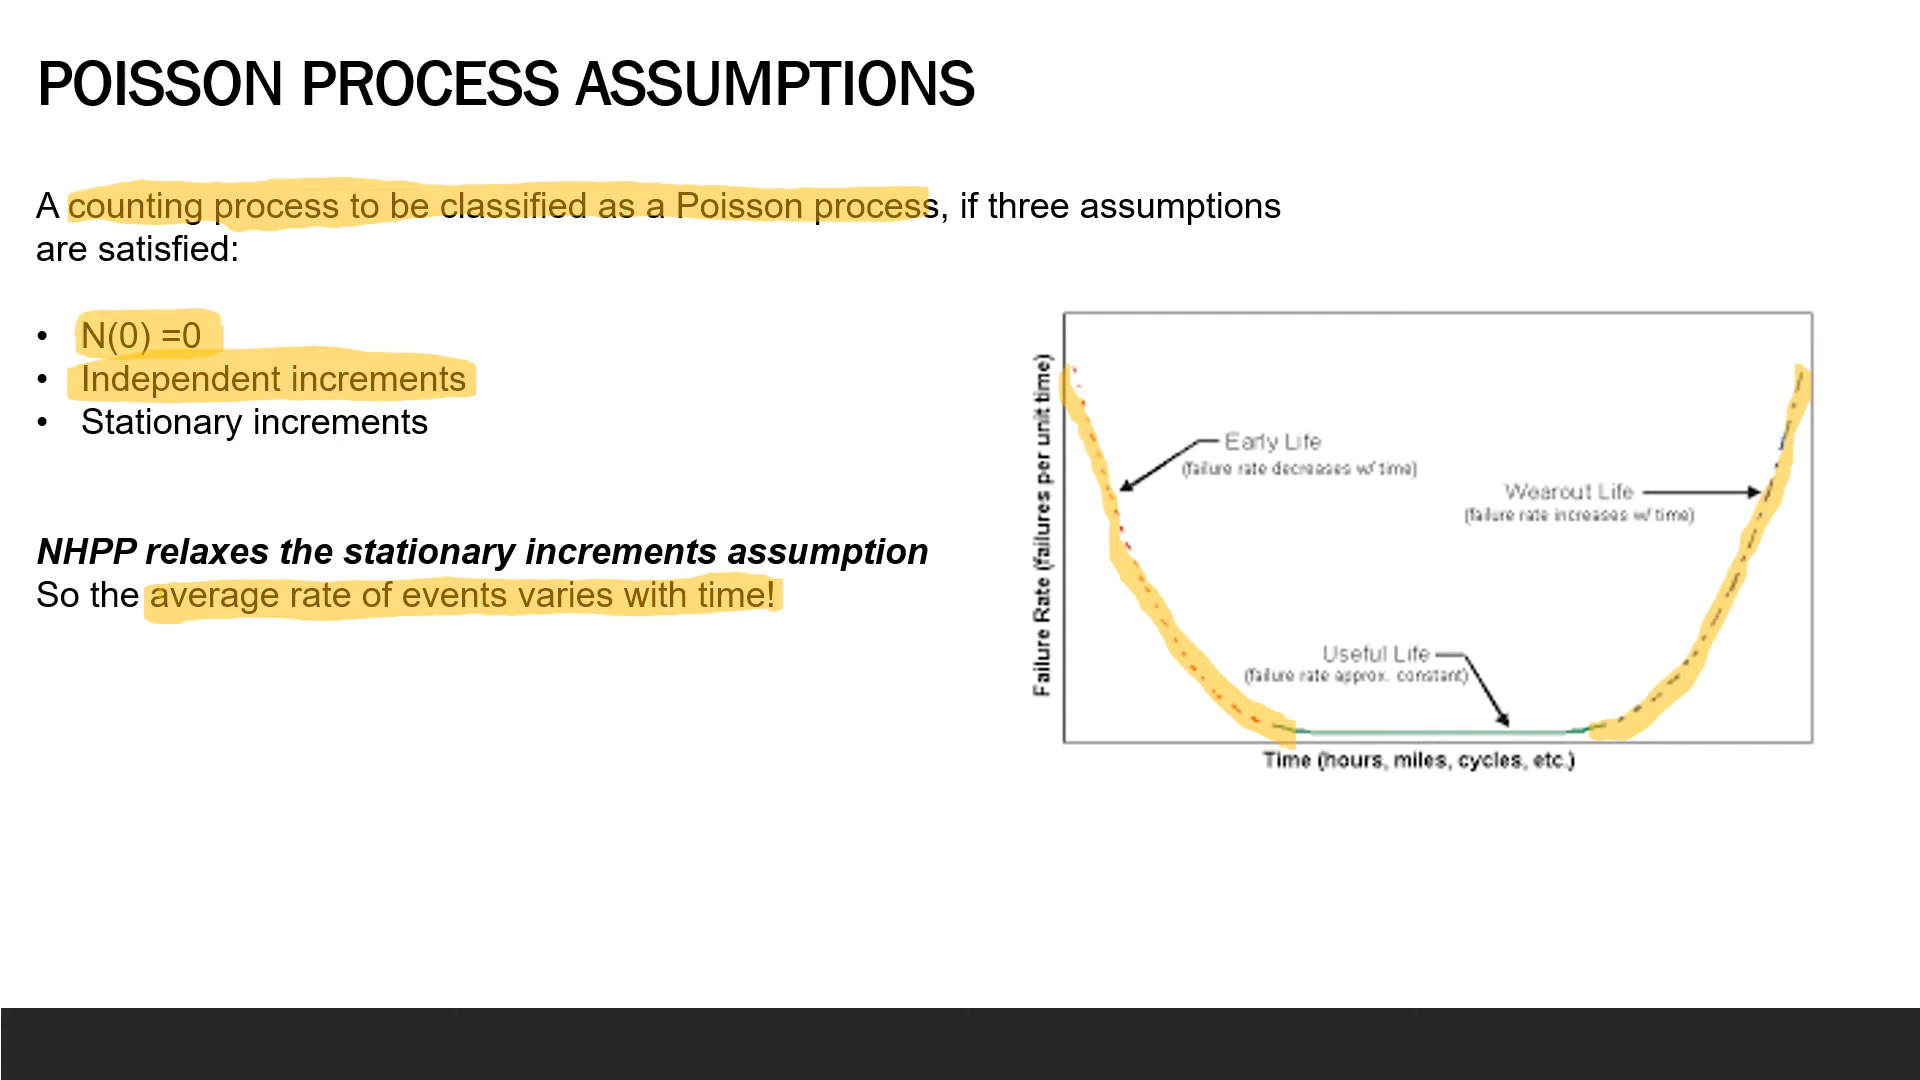 POISSON PROCESS ASSUMPTIONS
A counting process to be classified as a Poisson process, if three assumptions
are satisfied:
• N(0) =0
• Independent increments
• Stationary increments
NHPP relaxes the stationary increments assumption
So the average rate of events varies with time!
Failure Rate (failures per unit time)
Early Life
(failure rate decreases w/ time)
Wearout Life
(failure rate increases w/ time)
Useful Life
(failure rate approx. constant)
Time (hours, miles, cycles, etc.)